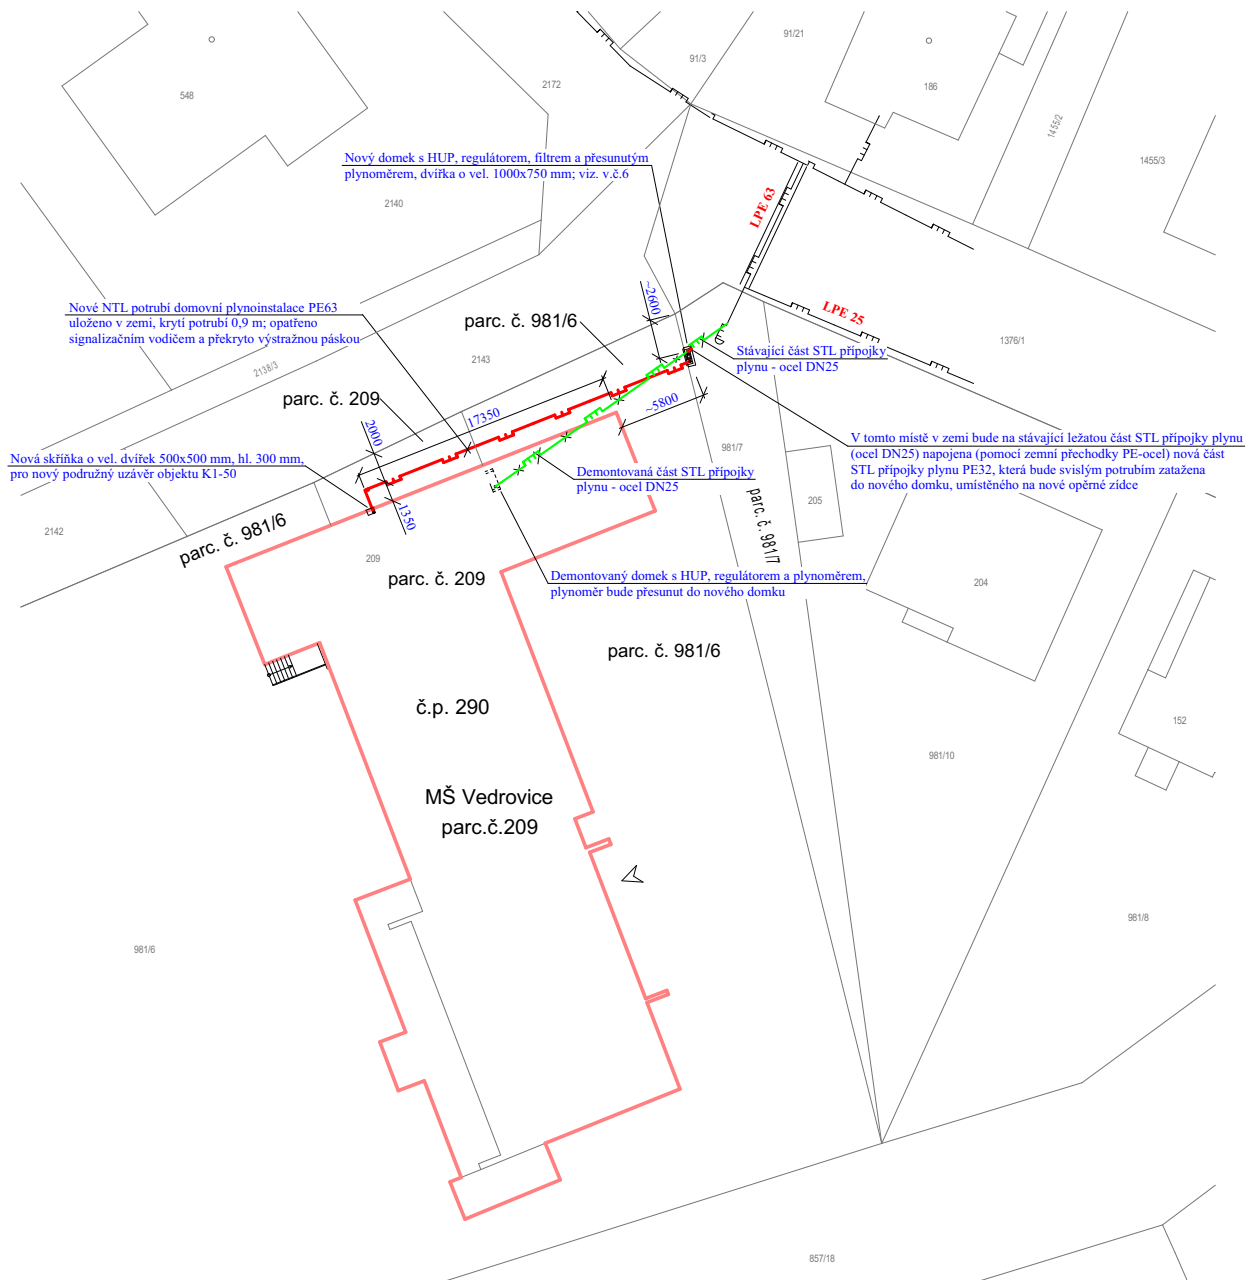 91/21
91/3
2172
548
186
1455/2
1455/3
Nový domek s HUP, regulátorem, filtrem a přesunutým
plynoměrem, dvířka o vel. 1000x750 mm; viz. v.č.6
2140
LPE 63
Nové NTL potrubí domovní plynoinstalace PE63
uloženo v zemi, krytí potrubí 0,9 m; opatřeno
signalizačním vodičem a překryto výstražnou páskou
~2600
parc. č. 981/6
LPE 25
2143
1376/1
Stávající část STL přípojky
plynu - ocel DN25
2138/3
parc. č. 209
17350
~5800
2000
981/7
V tomto místě v zemi bude na stávající ležatou část STL přípojky plynu
(ocel DN25) napojena (pomocí zemní přechodky PE-ocel) nová část
STL přípojky plynu PE32, která bude svislým potrubím zatažena
do nového domku, umístěného na nové opěrné zídce
Nová skříňka o vel. dvířek 500x500 mm, hl. 300 mm,
pro nový podružný uzávěr objektu K1-50
Demontovaná část STL přípojky
plynu - ocel DN25
1350
205
parc. č. 981/7
2142
parc. č. 981/6
209
parc. č. 209
Demontovaný domek s HUP, regulátorem a plynoměrem,
plynoměr bude přesunut do nového domku
204
parc. č. 981/6
č.p. 290
152
981/10
MŠ Vedrovice
parc.č.209
981/6
981/8
857/18